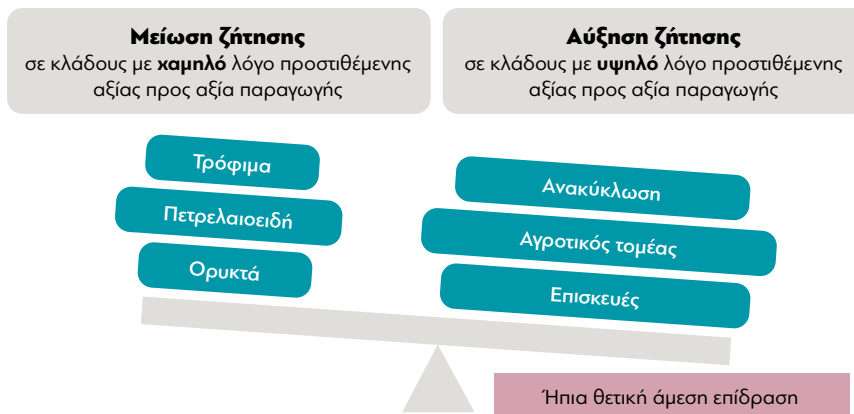 Μείωση ζήτησης
σε κλάδους με χαμηλό λόγο προστιθέμενης
αξίας προς αξία παραγωγής
Αύξηση ζήτησης
σε κλάδους με υψηλό λόγο προστιθέμενης
αξίας προς αξία παραγωγής
Τρόφιμα
Πετρελαιοειδή
Ορυκτά
Ανακύκλωση
Αγροτικός τομέας
Επισκευές
Ήπια θετική άμεση επίδραση